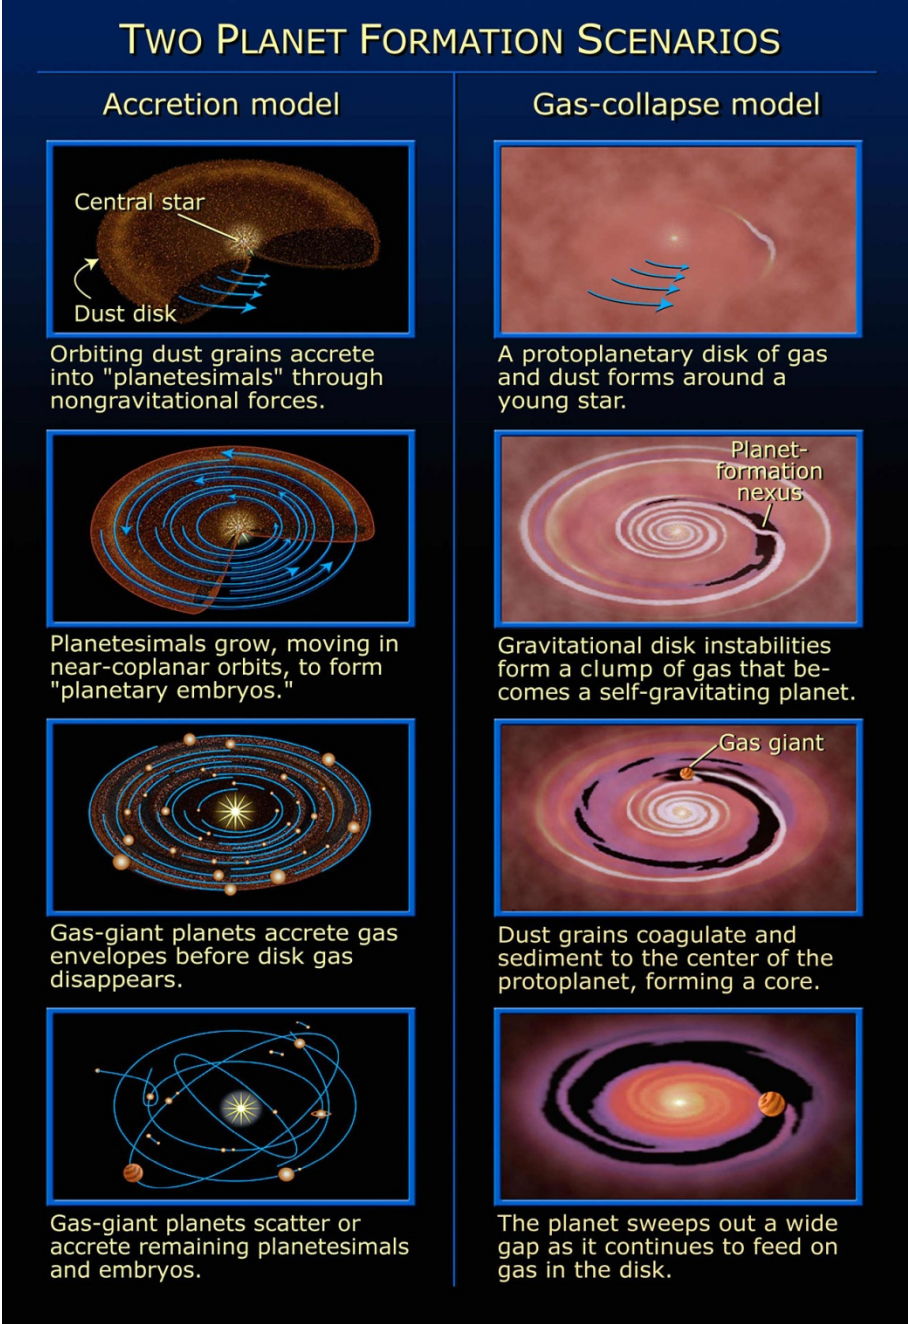 TWO PLANET FORMATION SCENARIOS
Accretion model
Central star
Dust disk
Orbiting dust grains accrete
into "planetesimals" through
nongravitational forces.
Planetesimals grow, moving in
near-coplanar orbits, to form
"planetary embryos."
Gas-giant planets accrete gas
envelopes before disk gas
disappears.
Gas-giant planets scatter or
accrete remaining planetesimals
and embryos.
Gas-collapse model
A protoplanetary disk of gas
and dust forms around a
young star.
Planet-
formation
nexus
Gravitational disk instabilities
form a clump of gas that be-
comes a self-gravitating planet.
Gas giant
Dust grains coagulate and
sediment to the center of the
protoplanet, forming a core.
The planet sweeps out a wide
gap as it continues to feed on
gas in the disk.